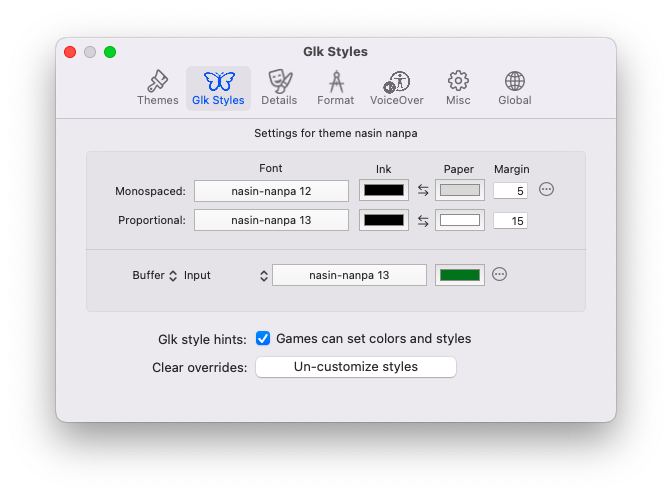 Glk Styles
Themes Glk Styles Details Format VoiceOver Misc Global
Settings for theme nasin nanpa
Font Ink Paper Margin
Monospaced: nasin-nanpa 12 5
Proportional: nasin-nanpa 13 15
Buffer Input nasin-nanpa 13
Glk style hints: Games can set colors and styles
Clear overrides: Un-customize styles